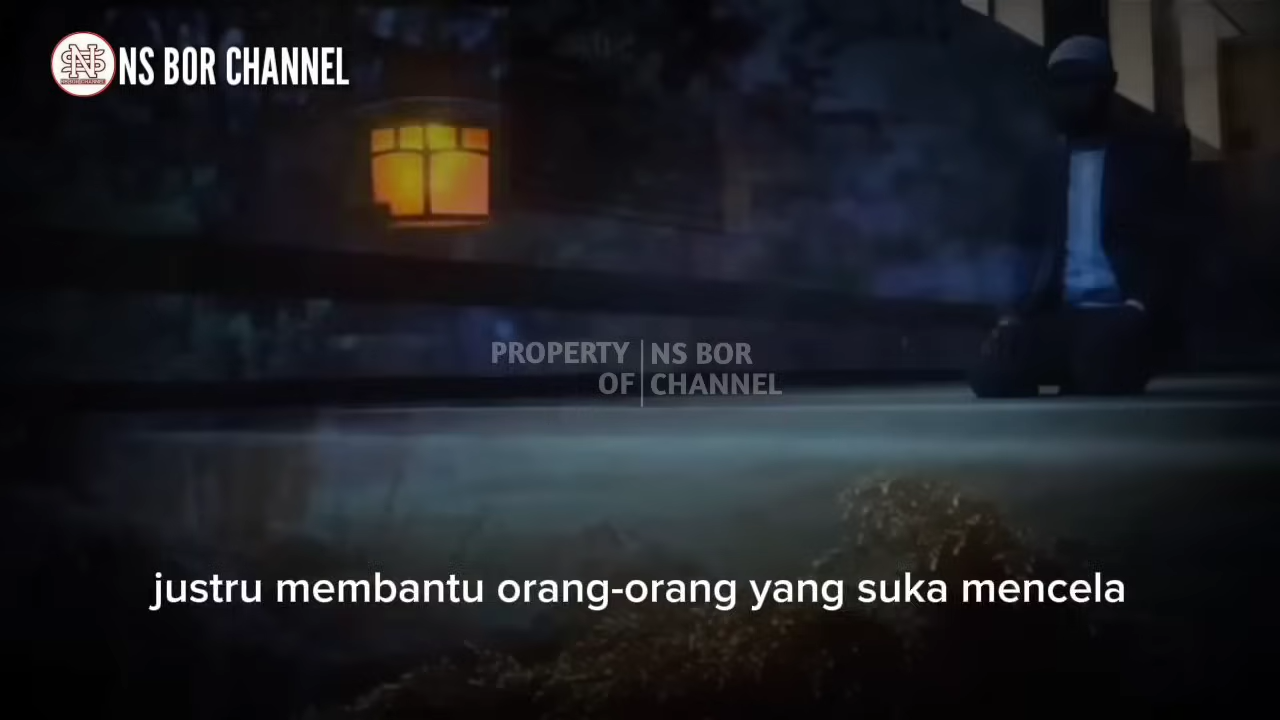 NS BOR CHANNEL
PROPERTY OF NS BOR CHANNEL
justru membantu orang-orang yang suka mencela